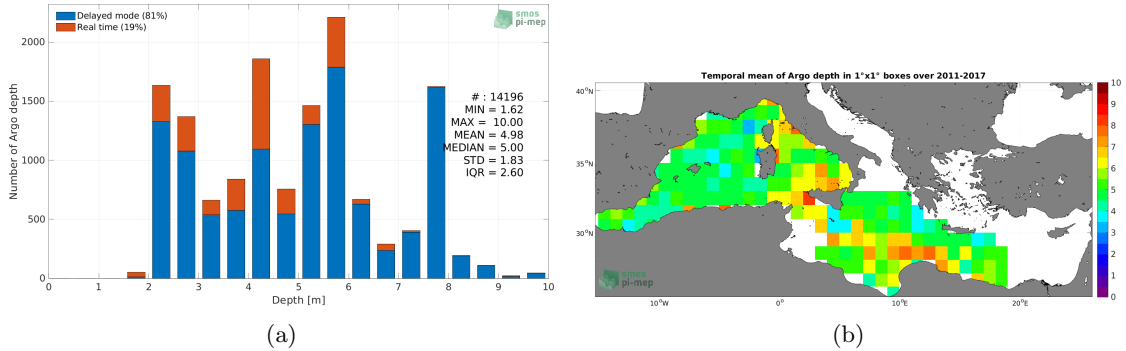 Delayed mode (81%)
Real time (19%)
smos
pi-mep
2000
1500
1000
500
0
Number of Argo depth
# : 14196
MIN = 1.62
MAX = 10.00
MEAN = 4.98
MEDIAN = 5.00
STD = 1.83
IQR = 2.60
0 1 2 3 4 5 6 7 8 9 10
Depth [m]
(a)
Temporal mean of Argo depth in 1°x1° boxes over 2011-2017
40°N
35°N
30°N
10°W 0° 10°E 20°E
smos
pi-mep
10
9
8
7
6
5
4
3
2
1
0
(b)